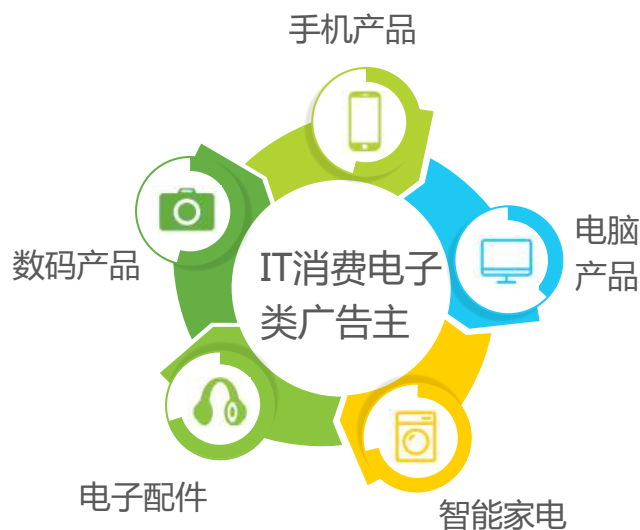 手机产品
电脑
产品
数码产品
IT消费电子
类广告主
电子配件
智能家电